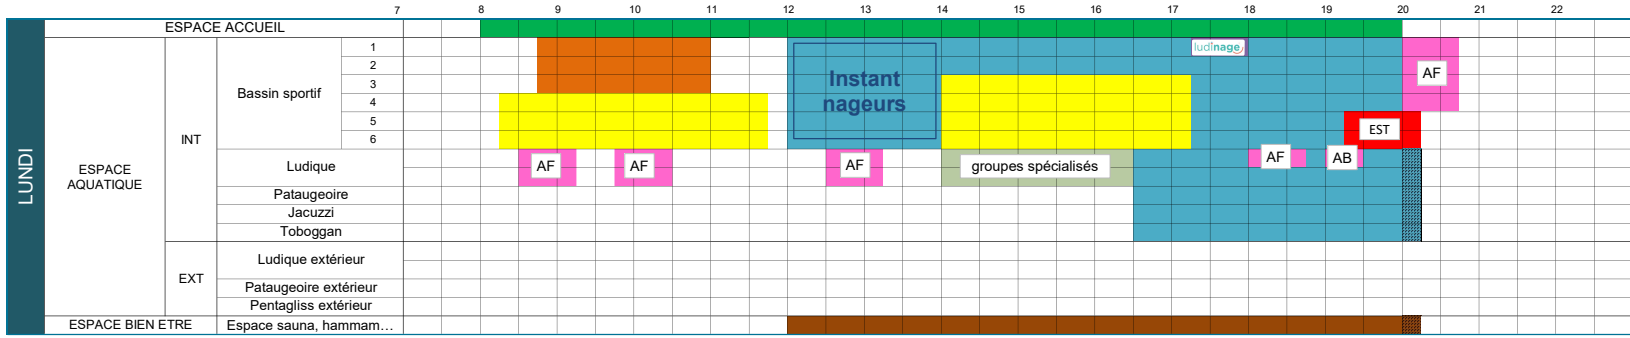 7 8 9 10 11 12 13 14 15 16 17 18 19 20 21 22
LUNDI
ESPACE ACCUEIL
ESPACE
AQUATIQUE
INT
Bassin sportif
1
2
3
4
5
6
Instant
nageurs
ludinage
AF
EST
Ludique
AF
AF
AF
groupes spécialisés
AF
AB
Pataugeoire
Jacuzzi
Toboggan
EXT
Ludique extérieur
Pataugeoire extérieur
Pentagliss extérieur
ESPACE BIEN ETRE
Espace sauna, hammam…